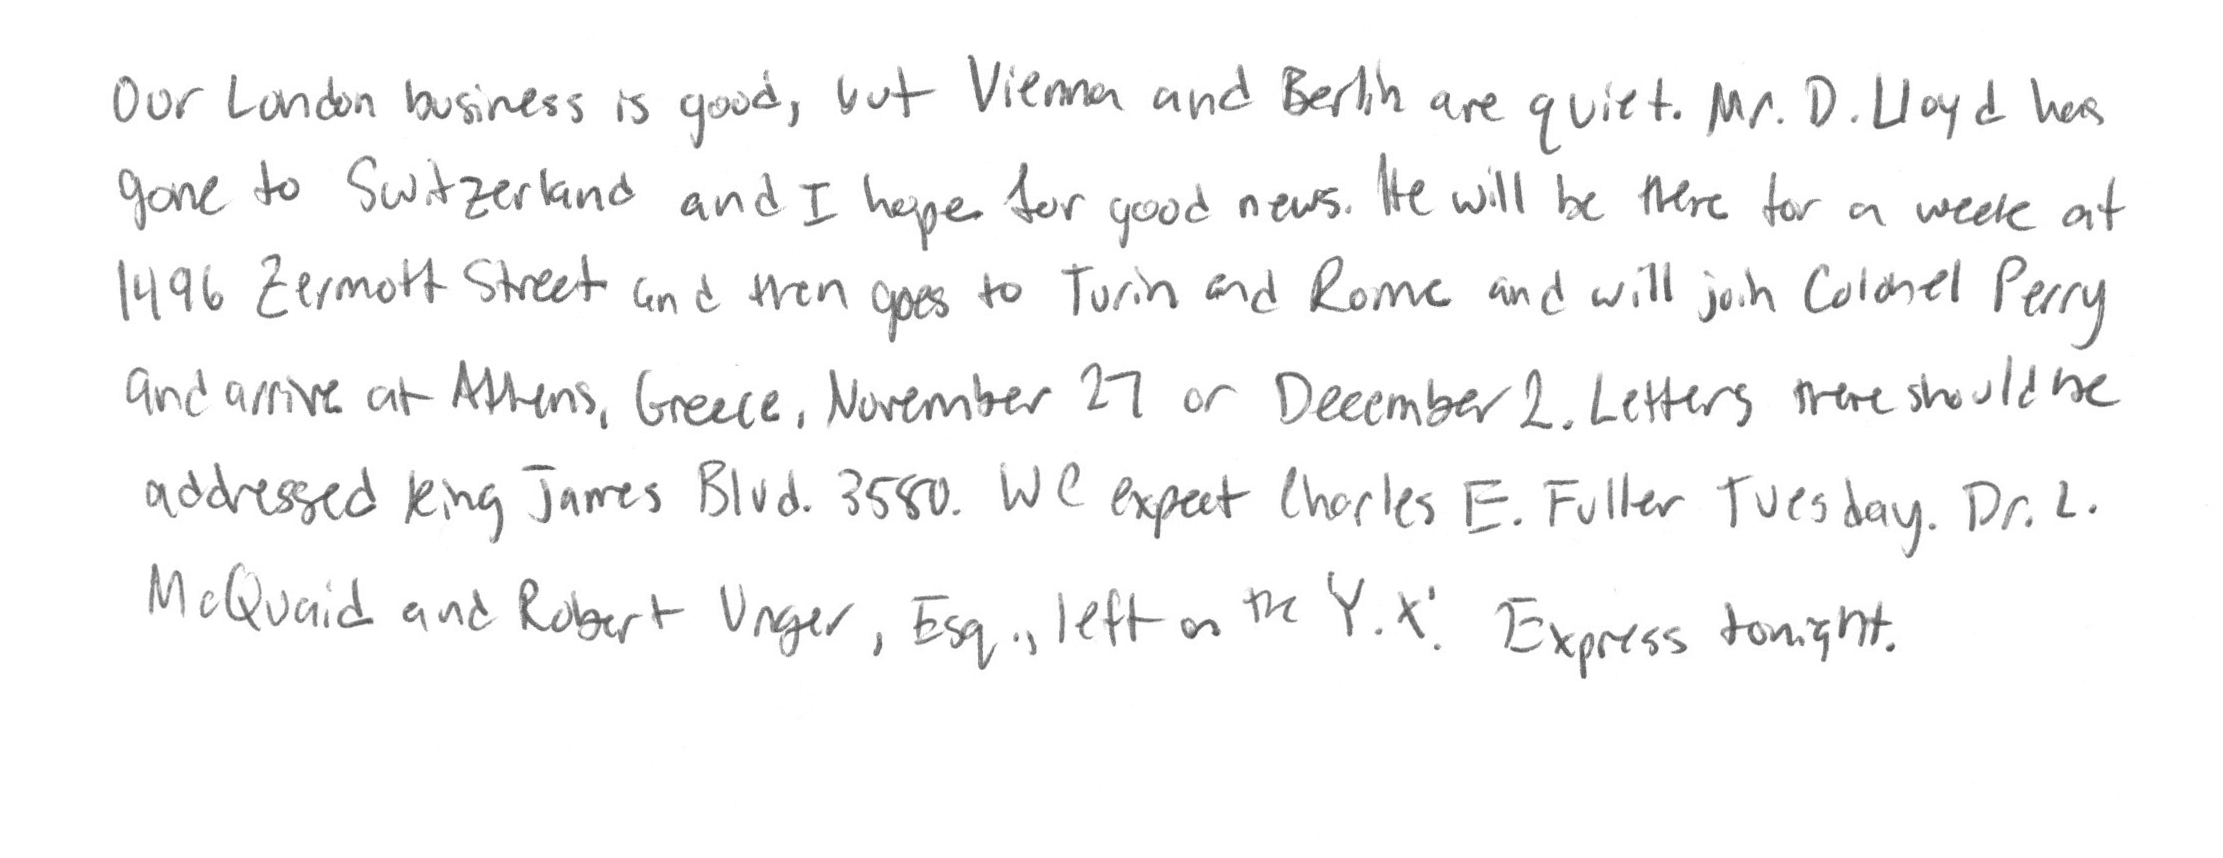 Our London business is good, but Vienna and Berlin are quiet. Mr. D. Lloyd has
gone to Switzerland and I hope for good news. He will be there for a week at
1496 Zermott Street and then goes to Turin and Rome and will join Colonel Perry
and arrive at Athens, Greece, November 27 or December 2. Letters there should be
addressed King James Blvd. 3580. We expect Charles E. Fuller Tuesday. Dr. L.
McQuaid and Robert Unger, Esq., left on the Y.X. Express tonight.